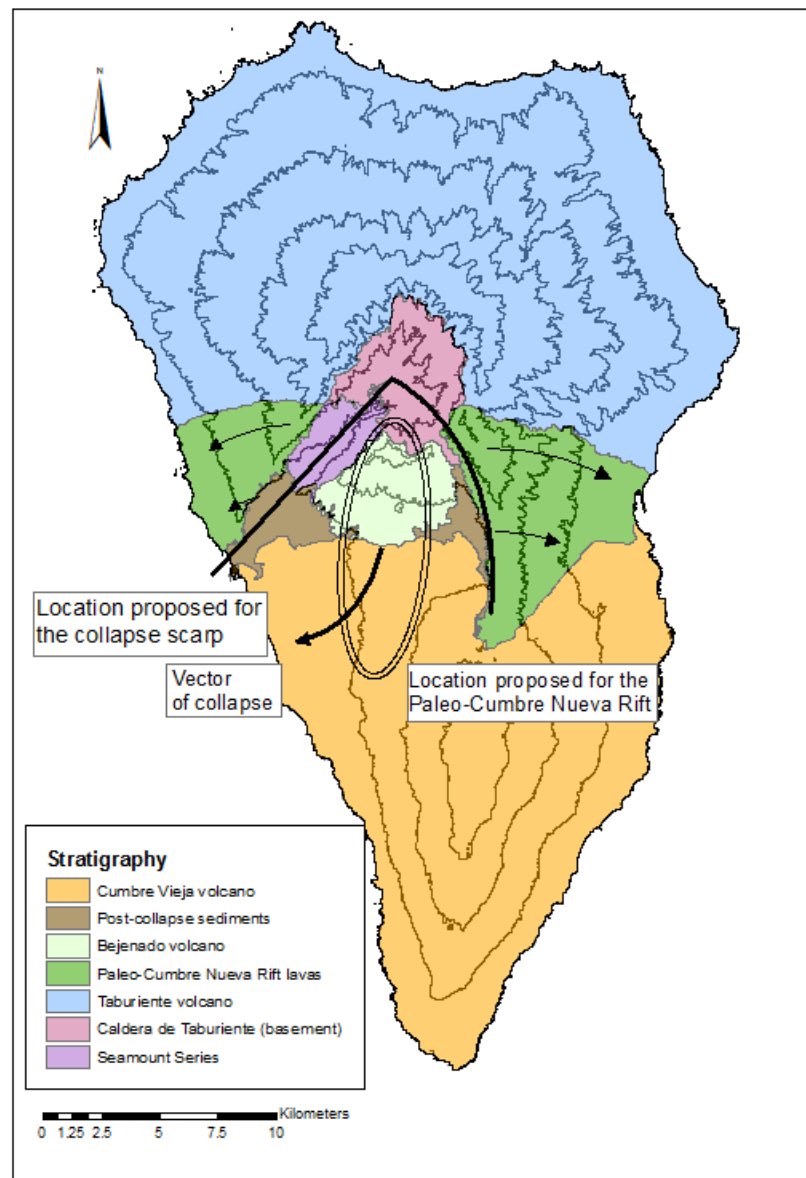 N
Location proposed for
the collapse scarp
Vector
of collapse
Location proposed for the
Paleo-Cumbre Nueva Rift
Stratigraphy
Cumbre Vieja volcano
Post-collapse sediments
Bejenado volcano
Paleo-Cumbre Nueva Rift lavas
Taburiente volcano
Caldera de Taburiente (basement)
Seamount Series
Kilometers
0 1.25 2.5 5 7.5 10